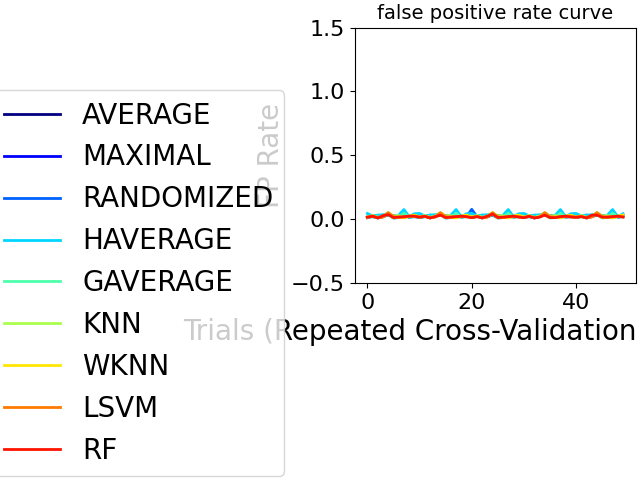 false positive rate curve
1.5
1.0
0.5
0.0
−0.5
0 20 40
Trials (Repeated Cross-Validation
Rate
AVERAGE
MAXIMAL
RANDOMIZED
HAVERAGE
GAVERAGE
KNN
WKNN
LSVM
RF